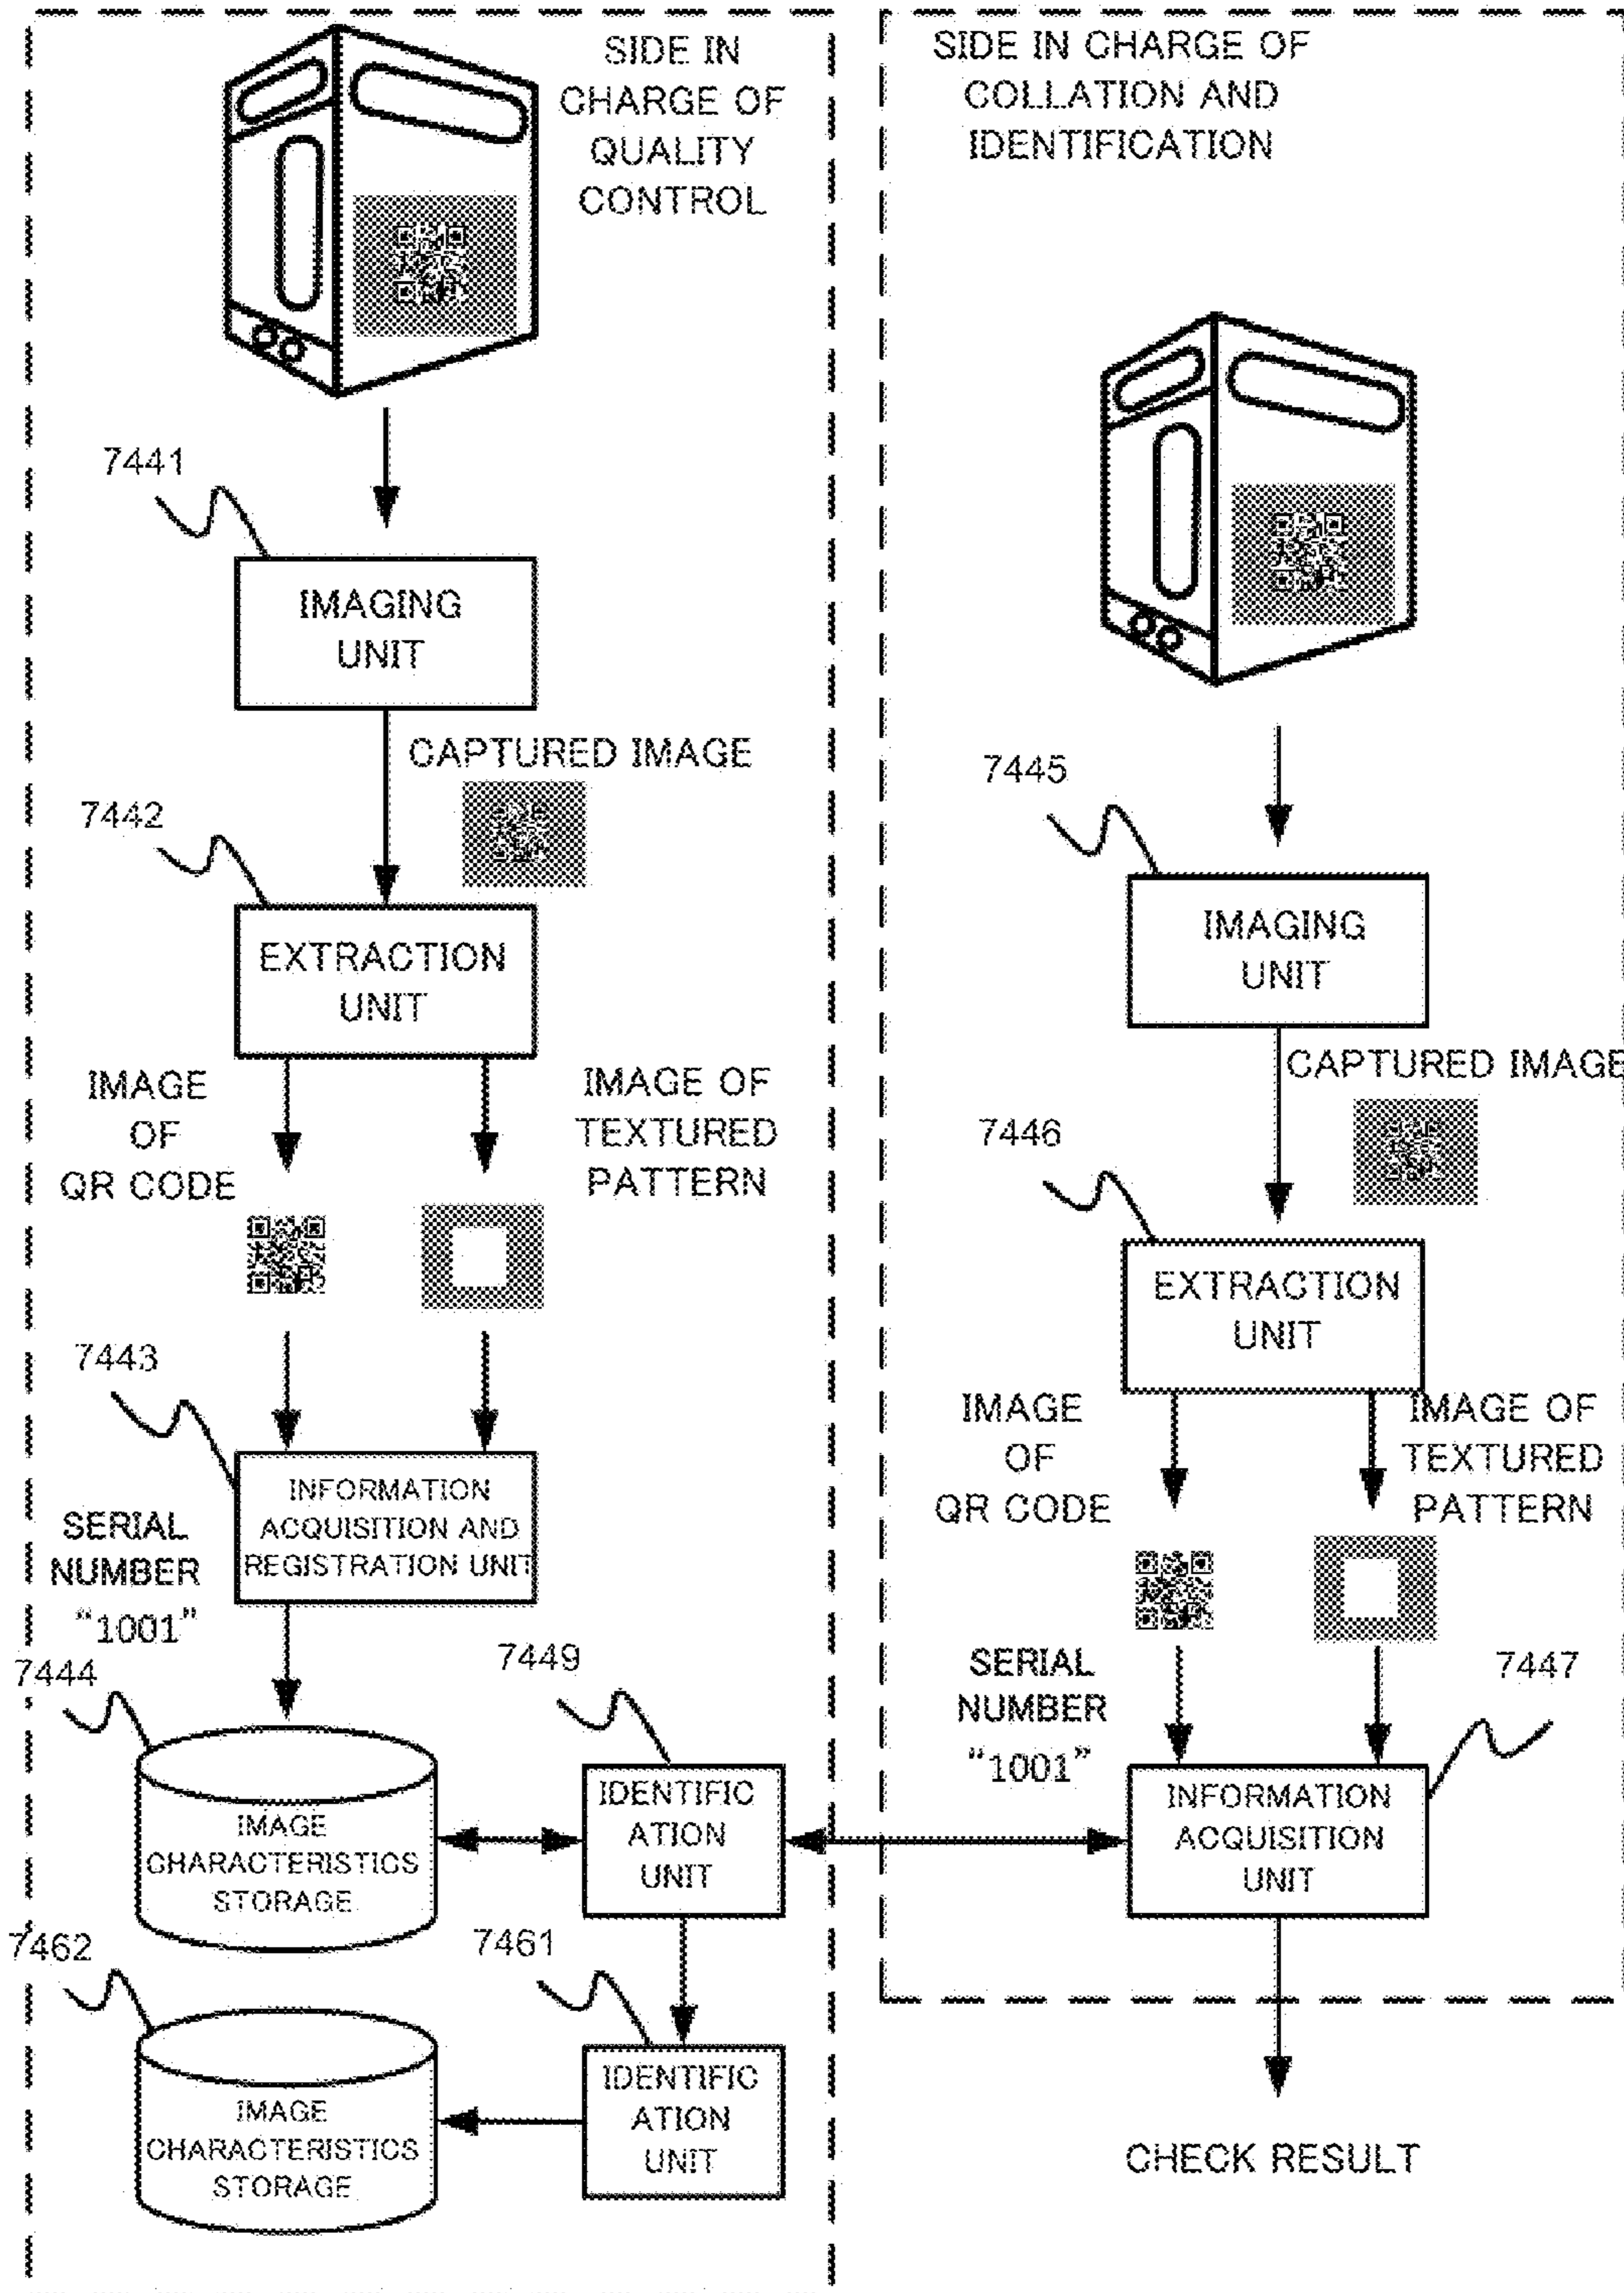 SIDE IN
CHARGE OF
QUALITY
CONTROL
7441
IMAGING
UNIT
CAPTURED IMAGE
7442
EXTRACTION
UNIT
IMAGE
OF
QR CODE
IMAGE OF
TEXTURED
PATTERN
7443
INFORMATION
ACQUISITION AND
REGISTRATION UNIT
SERIAL
NUMBER
“1001”
7444
7449
IMAGE
CHARACTERISTICS
STORAGE
IDENTIFIC
ATION
UNIT
7462
7461
IMAGE
CHARACTERISTICS
STORAGE
IDENTIFIC
ATION
UNIT
SIDE IN CHARGE OF
COLLATION AND
IDENTIFICATION
7445
IMAGING
UNIT
CAPTURED IMAGE
7446
EXTRACTION
UNIT
IMAGE
OF
QR CODE
IMAGE OF
TEXTURED
PATTERN
SERIAL
NUMBER
“1001”
7447
INFORMATION
ACQUISITION
UNIT
CHECK RESULT